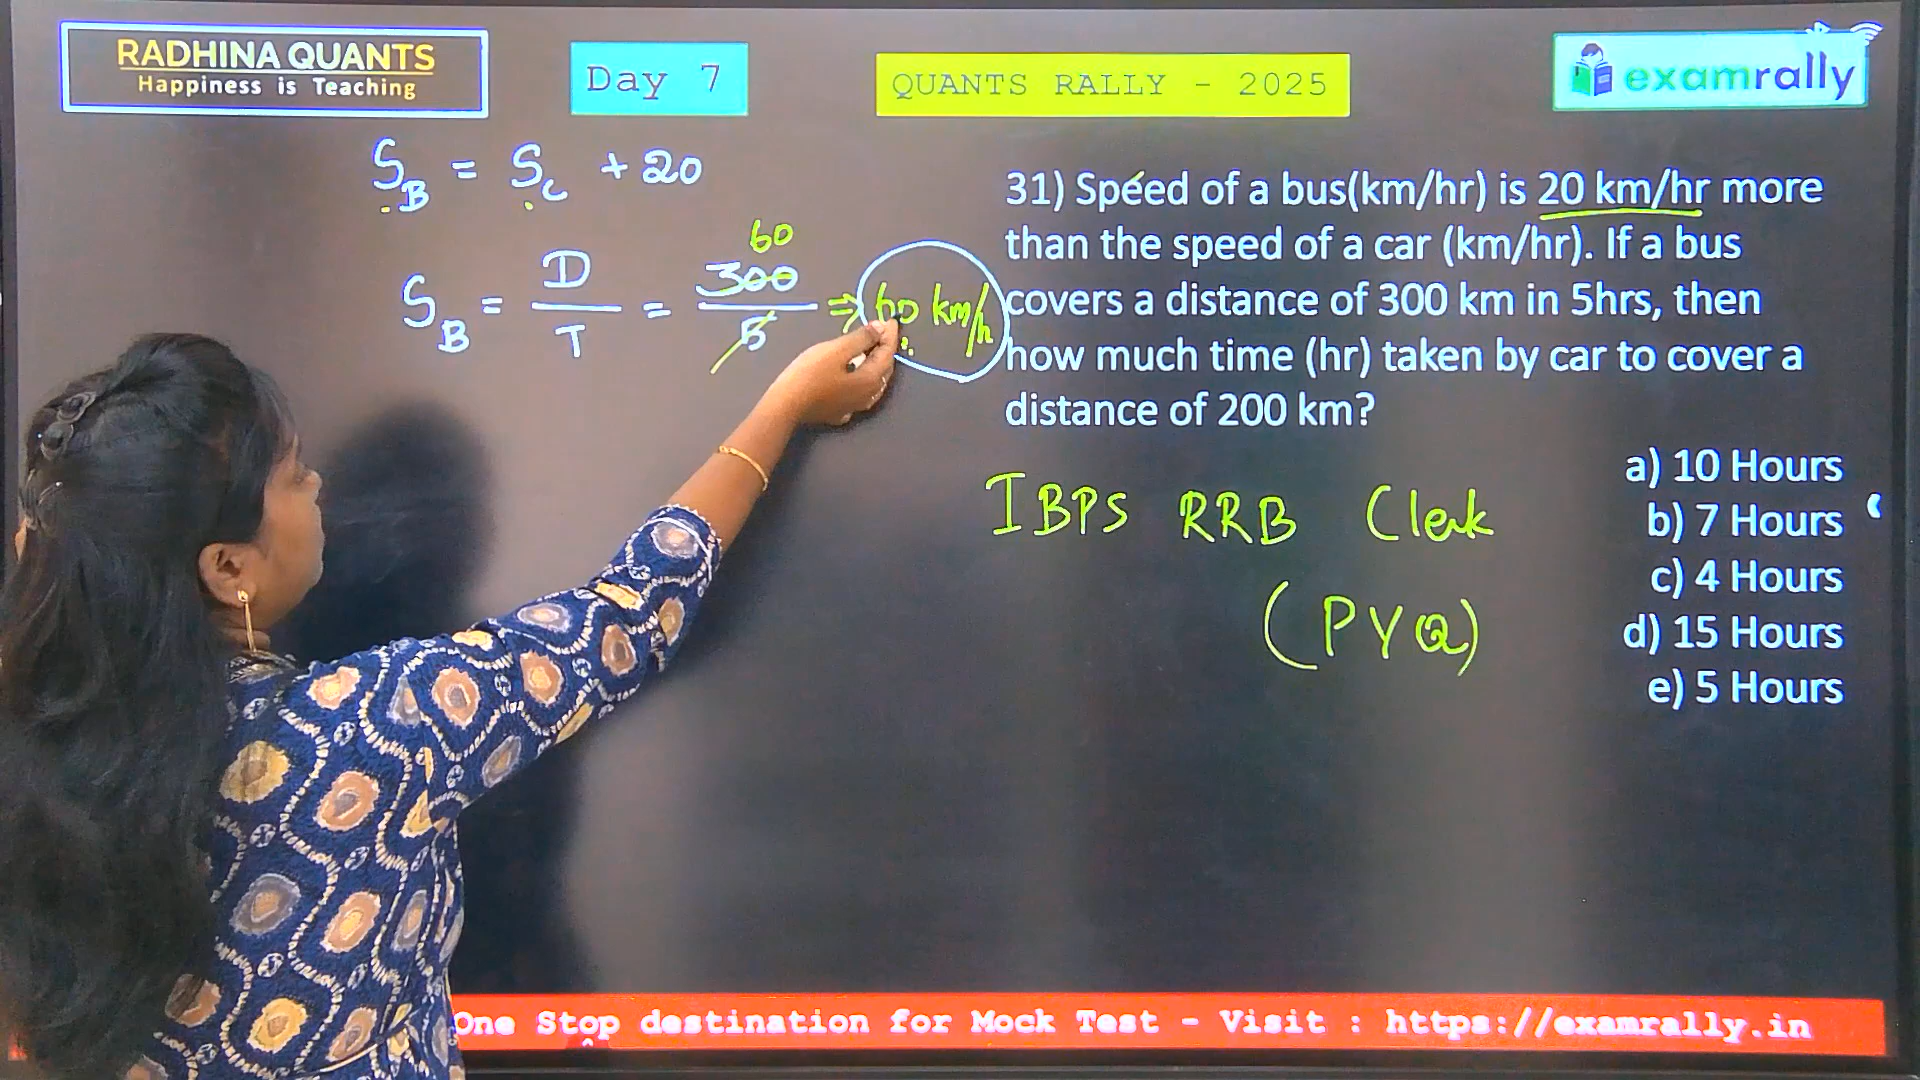 RADHINA QUANTS
Happiness is Teaching
Day 7
QUANTS RALLY - 2025
examrally
S_B = S_C + 20
S_B = D/T = 300/5 ⇒ 60 km/h
60
31) Speed of a bus(km/hr) is 20 km/hr more
than the speed of a car (km/hr). If a bus
covers a distance of 300 km in 5hrs, then
how much time (hr) taken by car to cover a
distance of 200 km?
a) 10 Hours
b) 7 Hours
c) 4 Hours
d) 15 Hours
e) 5 Hours
IBPS RRB Clerk
(PYQ)
One Stop destination for Mock Test - Visit : https://examrally.in